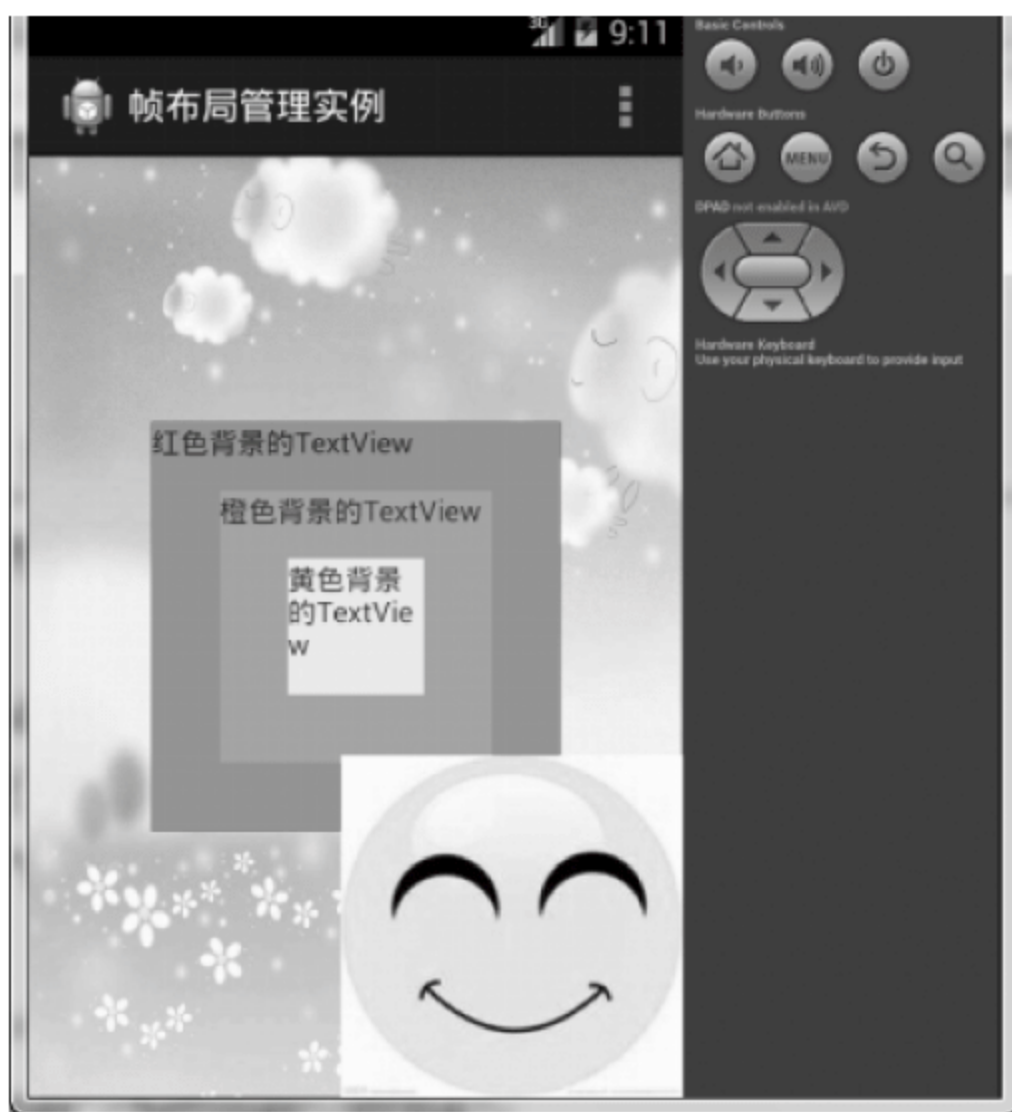 3G 9:11
帧布局管理实例
红色背景的TextView
橙色背景的TextView
黄色背景
的TextVie
w
Basic Controls
Hardware Buttons
MENU
DPAD not enabled in AVD
Hardware Keyboard
Use your physical keyboard to provide input